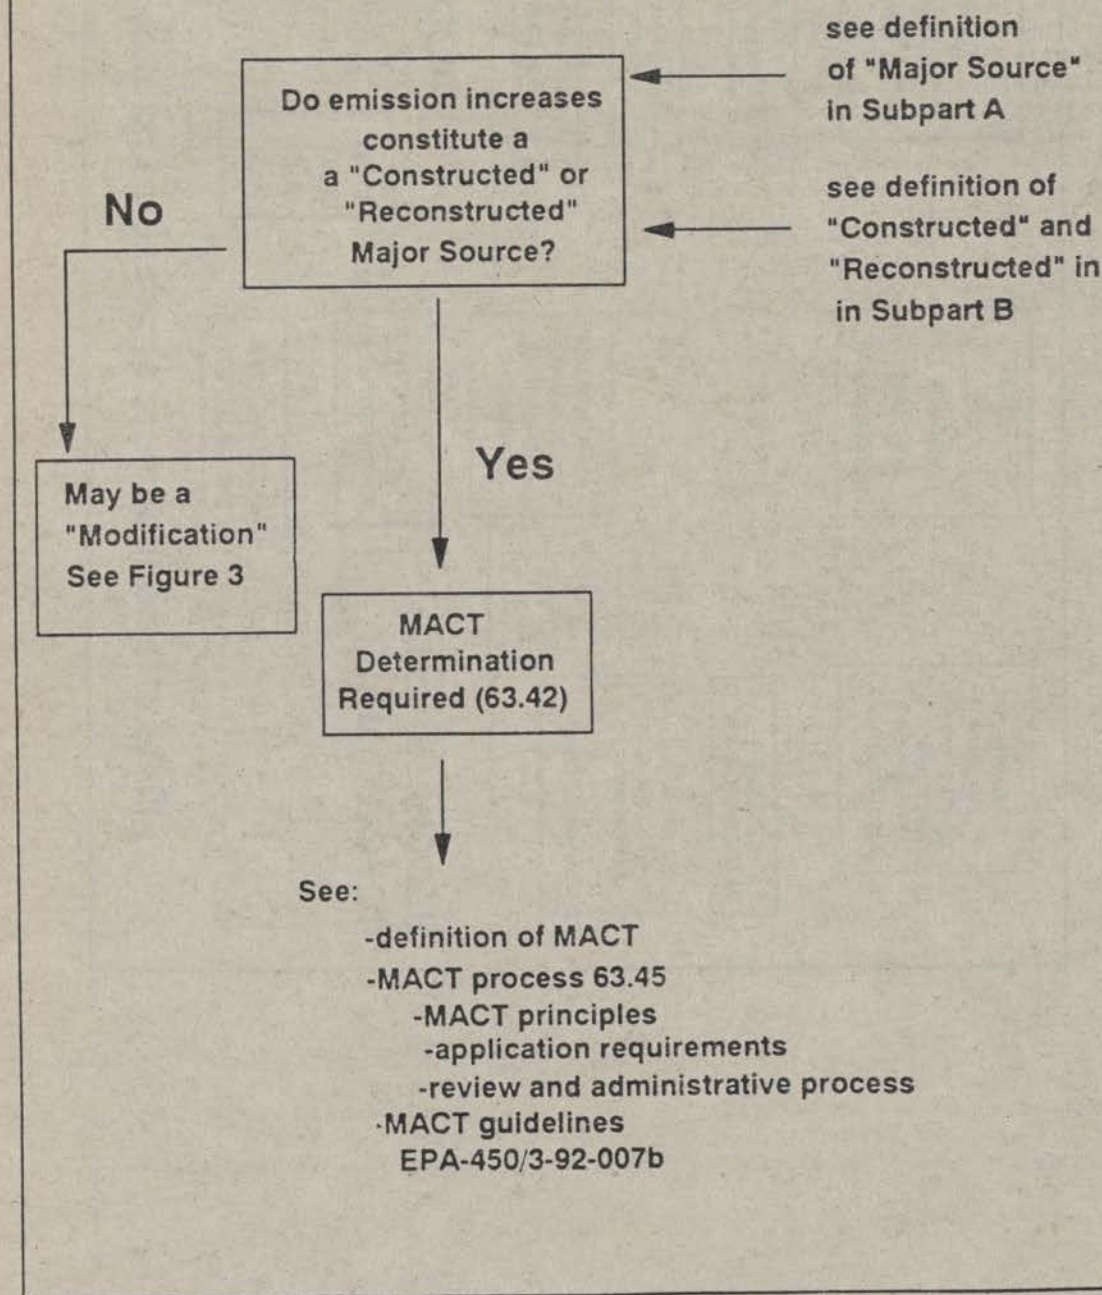 Do emission increases
constitute a
a "Constructed" or
"Reconstructed"
Major Source?
see definition
of "Major Source"
in Subpart A
see definition of
"Constructed" and
"Reconstructed" in
in Subpart B
No
Yes
May be a
"Modification"
See Figure 3
MACT
Determination
Required (63.42)
See:
-definition of MACT
-MACT process 63.45
-MACT principles
-application requirements
-review and administrative process
-MACT guidelines
EPA-450/3-92-007b